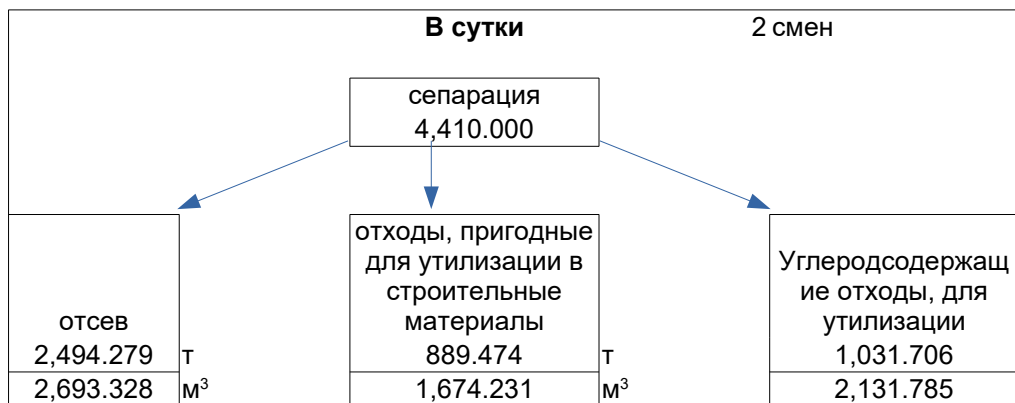 В сутки 2 смен
сепарация
4,410.000
отсев
2,494.279 т
2,693.328 м³
отходы, пригодные
для утилизации в
строительные
материалы
889.474 т
1,674.231 м³
Углеродсодержащ
ие отходы, для
утилизации
1,031.706
2,131.785